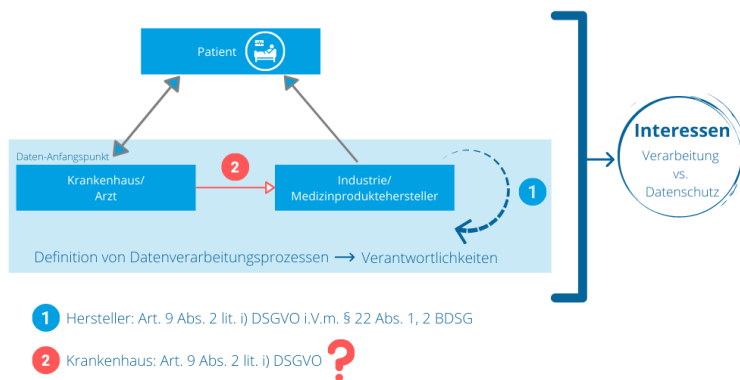 Patient
Interessen
Verarbeitung
vs.
Datenschutz
Daten-Anfangspunkt
Krankenhaus/
Arzt
2
Industrie/
Medizinproduktehersteller
1
Definition von Datenverarbeitungsprozessen → Verantwortlichkeiten
1 Hersteller: Art. 9 Abs. 2 lit. i) DSGVO i.V.m. § 22 Abs. 1, 2 BDSG
2 Krankenhaus: Art. 9 Abs. 2 lit. i) DSGVO ?